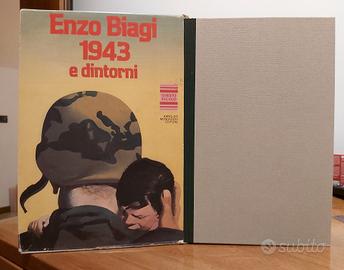 Enzo Biagi
1943
e dintorni
ARNOLDO
MONDADORI
EDITORE
subito